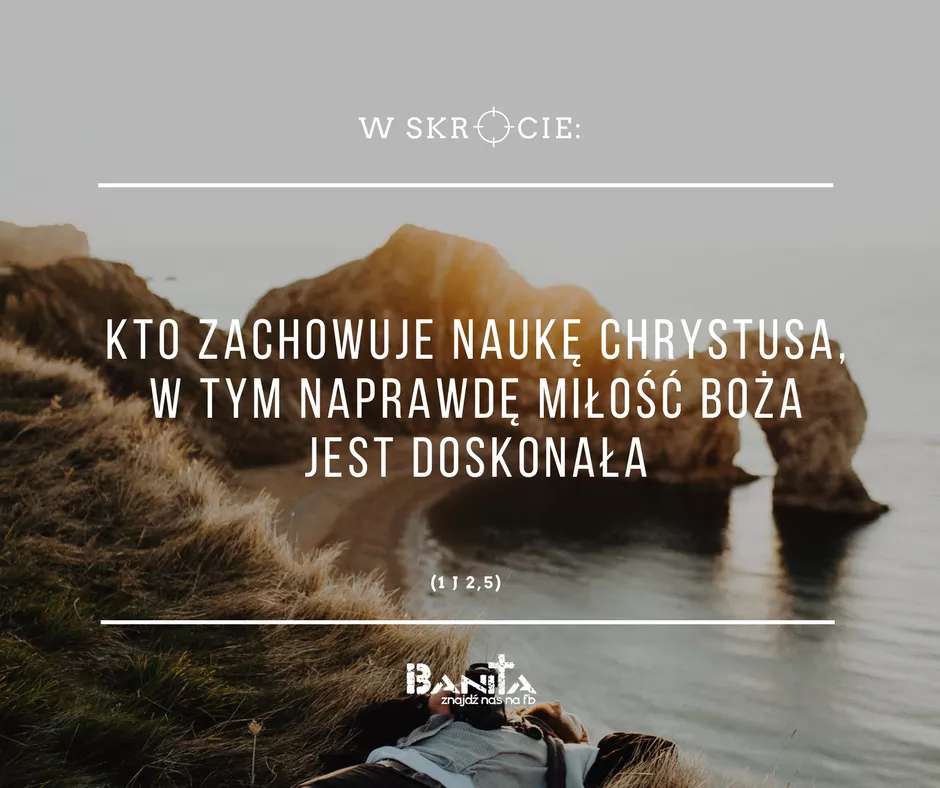 W SKRÓCIE:
KTO ZACHOWUJE NAUKĘ CHRYSTUSA,
W TYM NAPRAWDĘ MIŁOŚĆ BOŻA
JEST DOSKONAŁA
(1 J 2,5)
BANITA
znajdź nas na fb